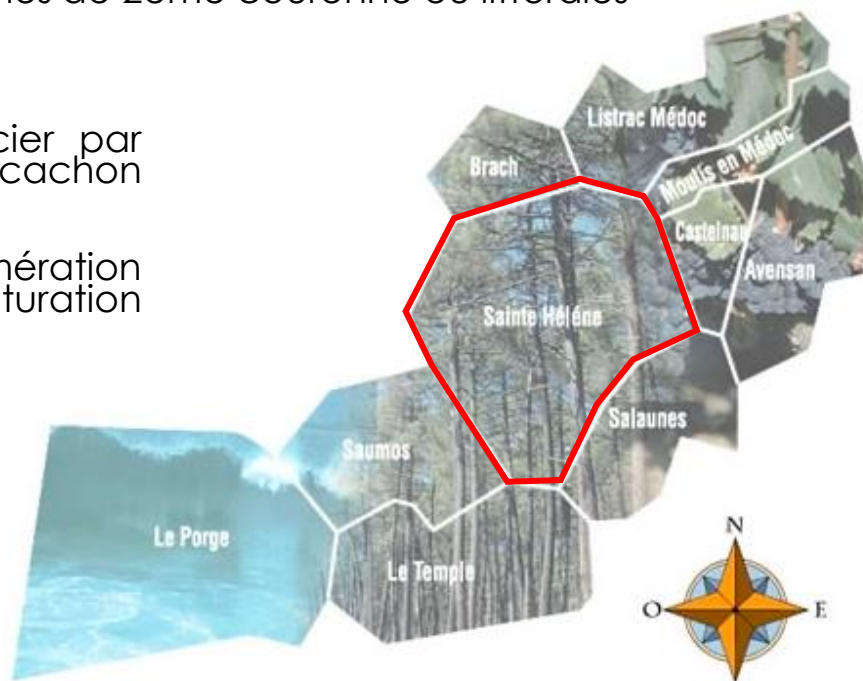 cier par
cachon
nération
turation
Listrac Médoc
Brach
Moulis en Médoc
Castelnau
Avensan
Sainte Héléne
Salaunes
Saumos
Le Porge
Le Temple
N
O
E